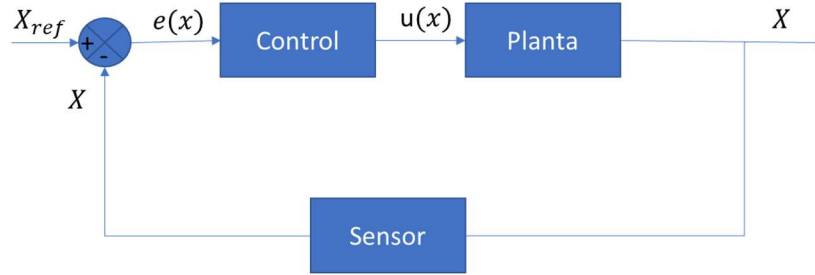 X_ref
+
-
e(x)
Control
u(x)
Planta
X
X
Sensor